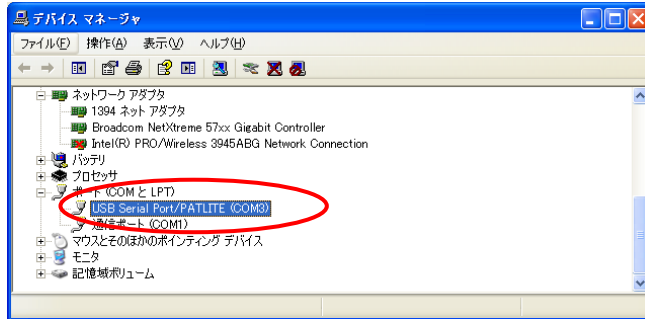 デバイス マネージャ
ファイル(F) 操作(A) 表示(V) ヘルプ(H)
ネットワーク アダプタ
1394 ネット アダプタ
Broadcom NetXtreme 57xx Gigabit Controller
Intel(R) PRO/Wireless 3945ABG Network Connection
バッテリ
プロセッサ
ポート (COM と LPT)
USB Serial Port/PATLITE (COM3)
通信ポート (COM1)
マウスとそのほかのポインティング デバイス
モニタ
記憶域ボリューム